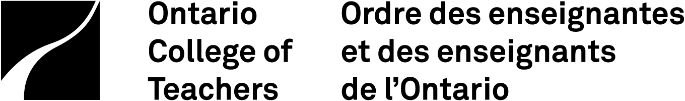 Ontario
College of
Teachers
Ordre des enseignantes
et des enseignants
de l'Ontario